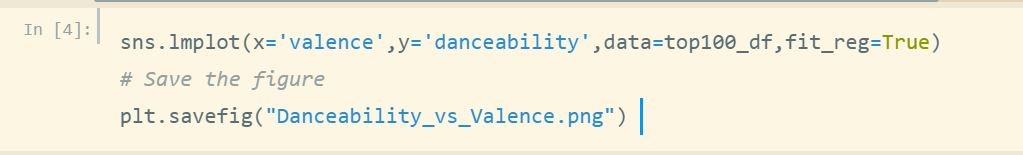 In [4]:
sns.lmplot(x='valence',y='danceability',data=top100_df,fit_reg=True)
# Save the figure
plt.savefig("Danceability_vs_Valence.png")